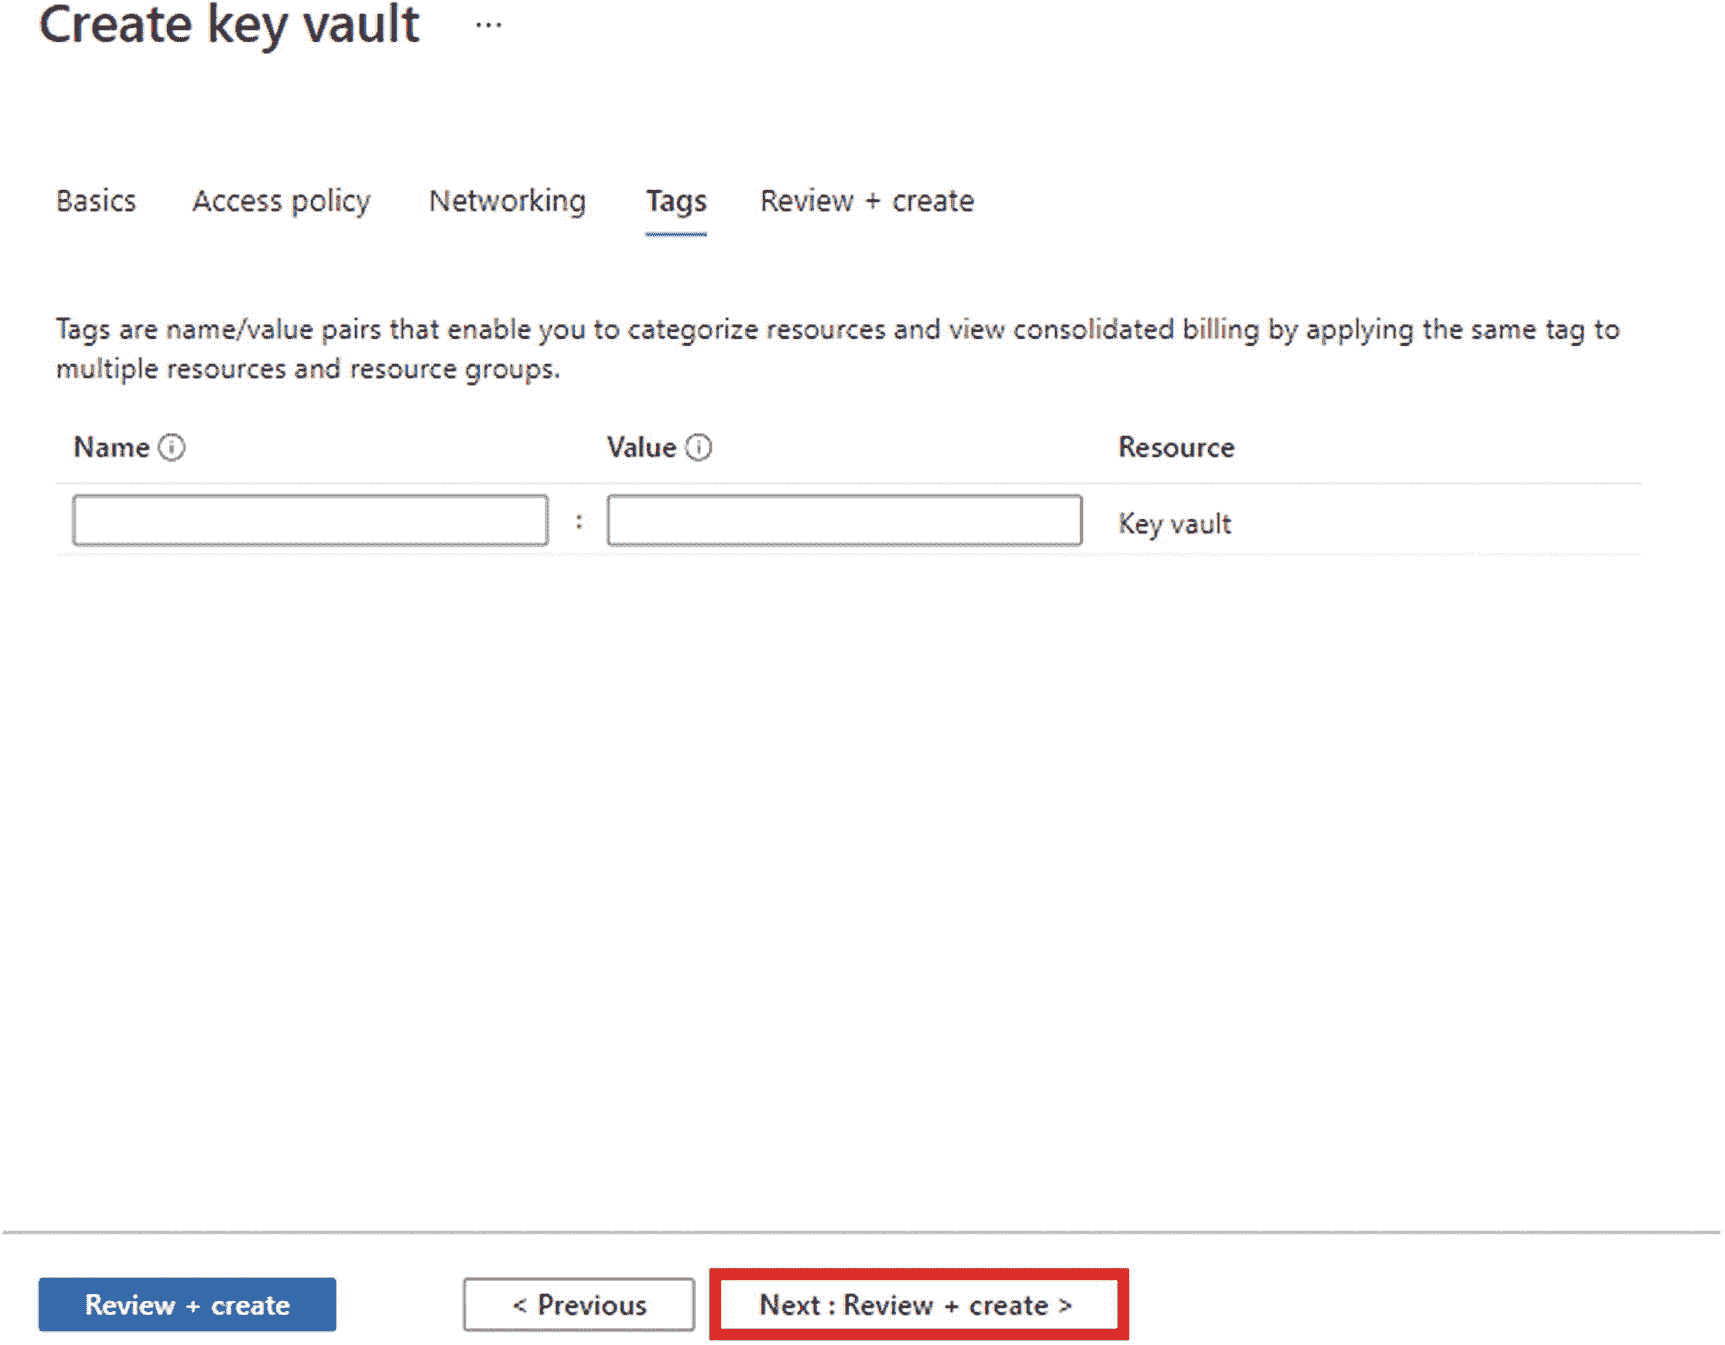 Create key vault ...
Basics Access policy Networking Tags Review + create
Tags are name/value pairs that enable you to categorize resources and view consolidated billing by applying the same tag to
multiple resources and resource groups.
Name Value Resource
: Key vault
Review + create < Previous Next : Review + create >